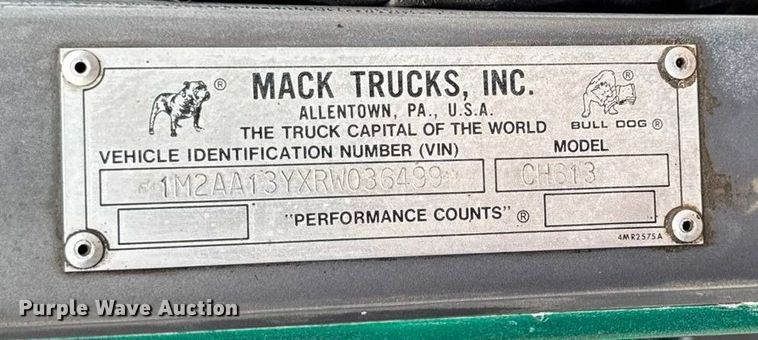 MACK TRUCKS, INC.
ALLENTOWN, PA., U.S.A.
THE TRUCK CAPITAL OF THE WORLD
BULL DOG ®
VEHICLE IDENTIFICATION NUMBER (VIN) MODEL
1M2AA13YXRW036499 CH613
"PERFORMANCE COUNTS" ®
4MR2575A
Purple Wave Auction